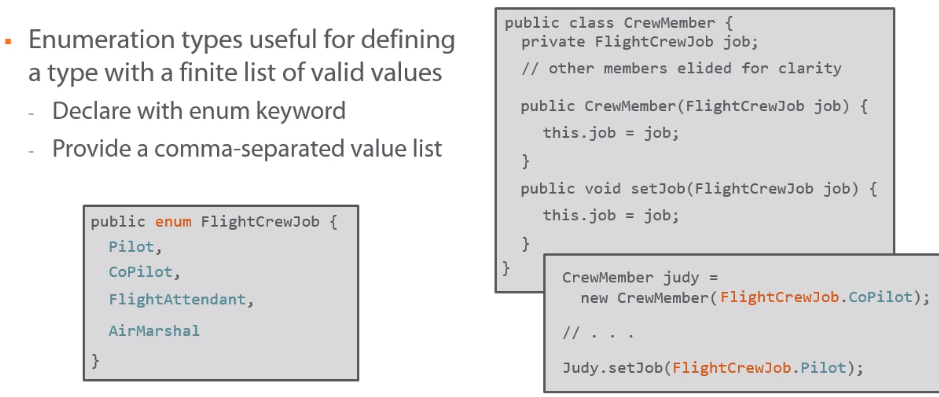 Enumeration types useful for defining
a type with a finite list of valid values
- Declare with enum keyword
- Provide a comma-separated value list
public enum FlightCrewJob {
Pilot,
CoPilot,
FlightAttendant,
AirMarshal
}
public class CrewMember {
private FlightCrewJob job;
// other members elided for clarity
public CrewMember(FlightCrewJob job) {
this.job = job;
}
public void setJob(FlightCrewJob job) {
this.job = job;
}
}
CrewMember judy =
new CrewMember(FlightCrewJob.CoPilot);
// . . .
Judy.setJob(FlightCrewJob.Pilot);